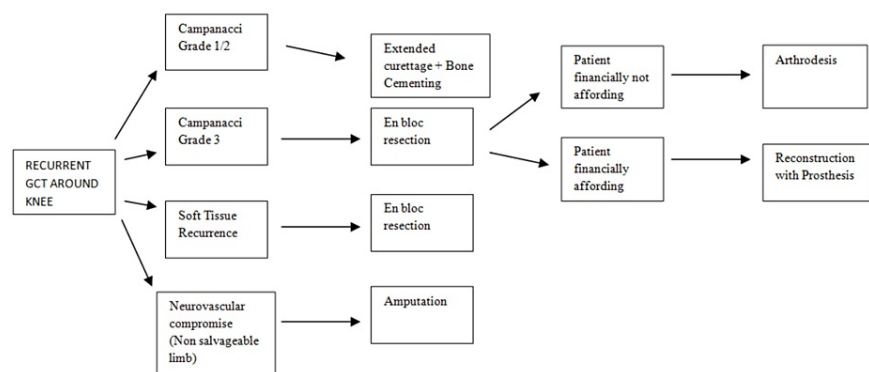 RECURRENT
GCT AROUND
KNEE
Campanacci
Grade 1/2
Extended
curettage + Bone
Cementing
Campanacci
Grade 3
En bloc
resection
Patient
financially not
affording
Arthrodesis
Patient
financially
affording
Reconstruction
with Prosthesis
Soft Tissue
Recurrence
En bloc
resection
Neurovascular
compromise
(Non salvageable
limb)
Amputation